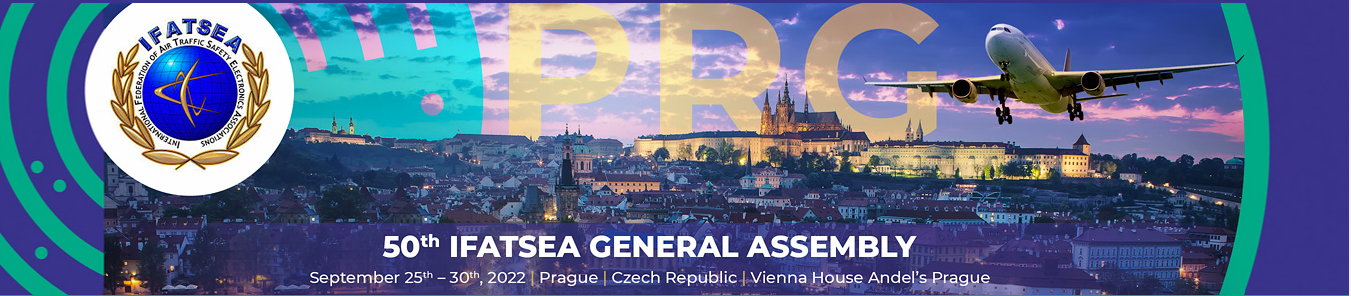 IFATSEA
INTERNATIONAL FEDERATION OF AIR TRAFFIC SAFETY ELECTRONICS ASSOCIATIONS
PRG
50th IFATSEA GENERAL ASSEMBLY
September 25th – 30th, 2022 | Prague | Czech Republic | Vienna House Andel's Prague